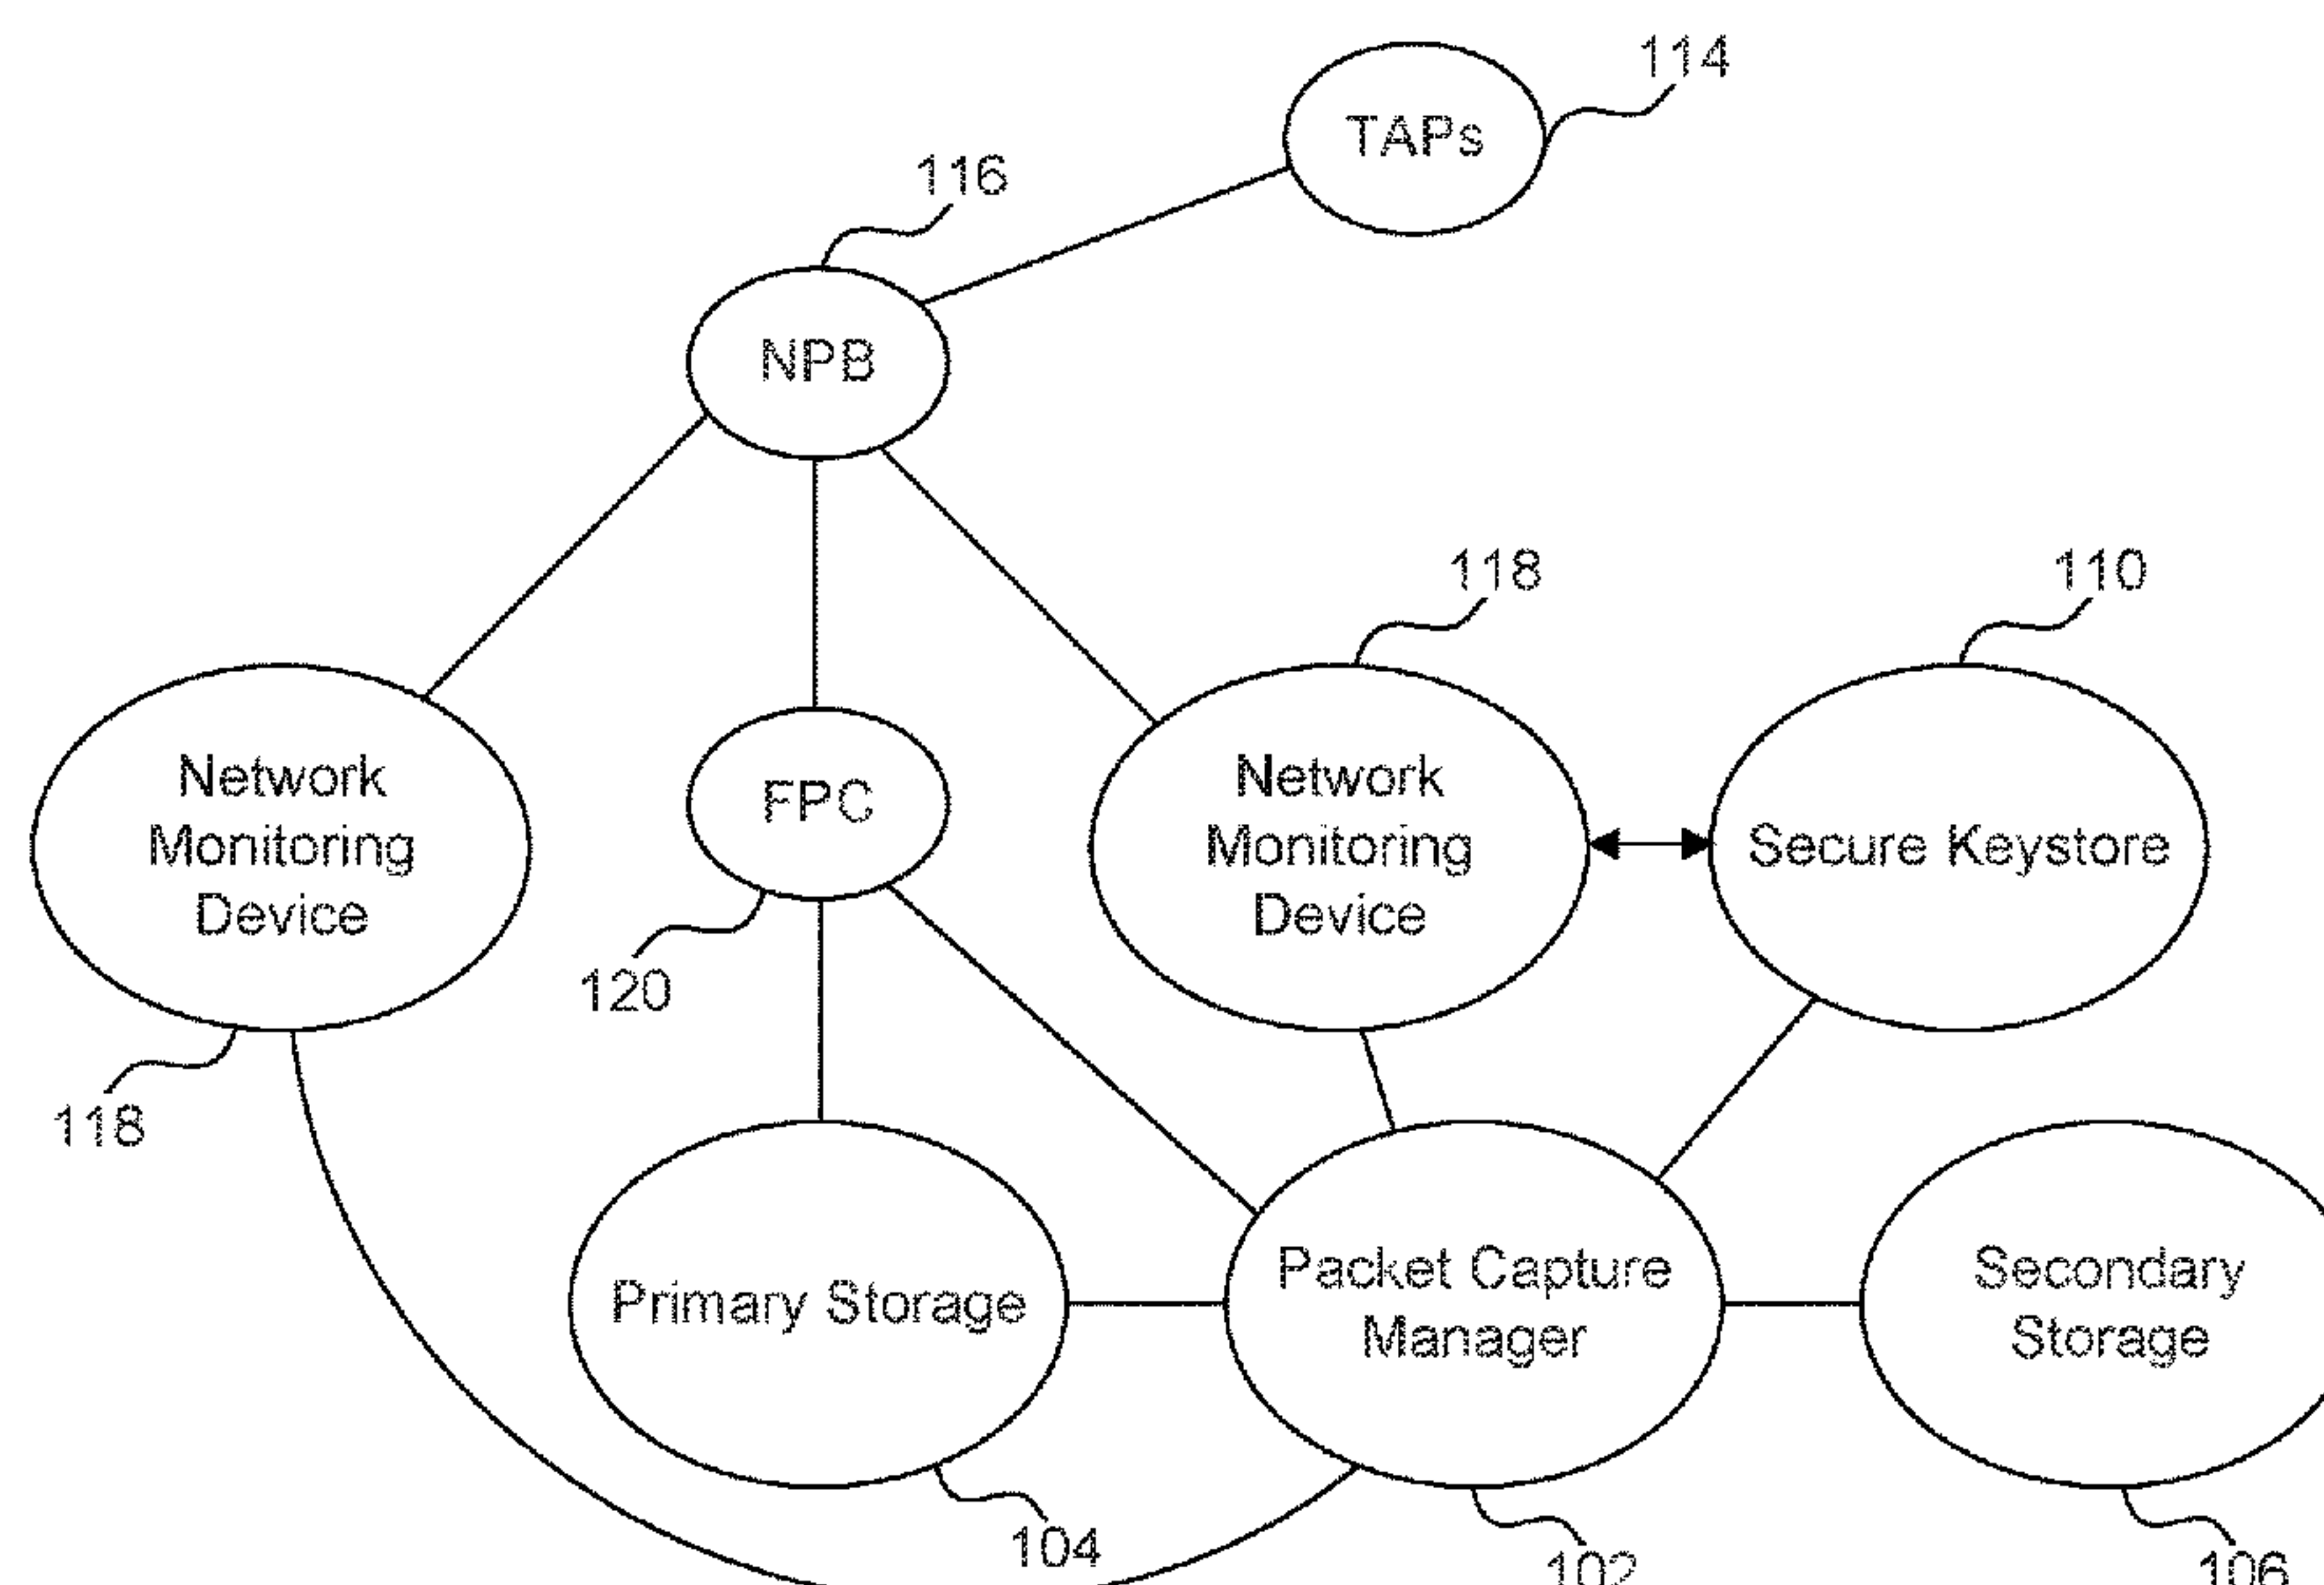 114
TAPs
116
NPB
118
110
Network
Monitoring
Device
FPC
Network
Monitoring
Device
Secure Keystore
120
118
Primary Storage
Packet Capture
Manager
Secondary
Storage
104
102
106